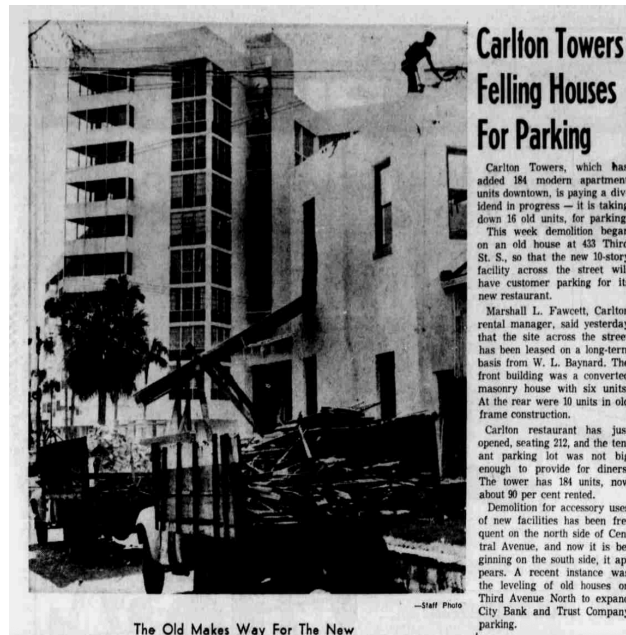 Carlton Towers
Felling Houses
For Parking
Carlton Towers, which has
added 184 modern apartment
units downtown, is paying a div
idend in progress — it is taking
down 16 old units, for parking
This week demolition began
on an old house at 433 Third
St. S., so that the new 10-story
facility across the street will
have customer parking for it
new restaurant.
Marshall L. Fawcett, Carlton
rental manager, said yesterday
that the site across the street
has been leased on a long-term
basis from W. L. Baynard. The
front building was a converted
masonry house with six units
At the rear were 10 units in old
frame construction.
Carlton restaurant has just
opened, seating 212, and the ten
ant parking lot was not big
enough to provide for diners
The tower has 184 units, now
about 90 per cent rented.
Demolition for accessory uses
of new facilities has been fre
quent on the north side of Cen
tral Avenue, and now it is be
ginning on the south side, it ap
pears. A recent instance was
the leveling of old houses on
Third Avenue North to expand
City Bank and Trust Company
parking.
—Staff Photo
The Old Makes Way For The New